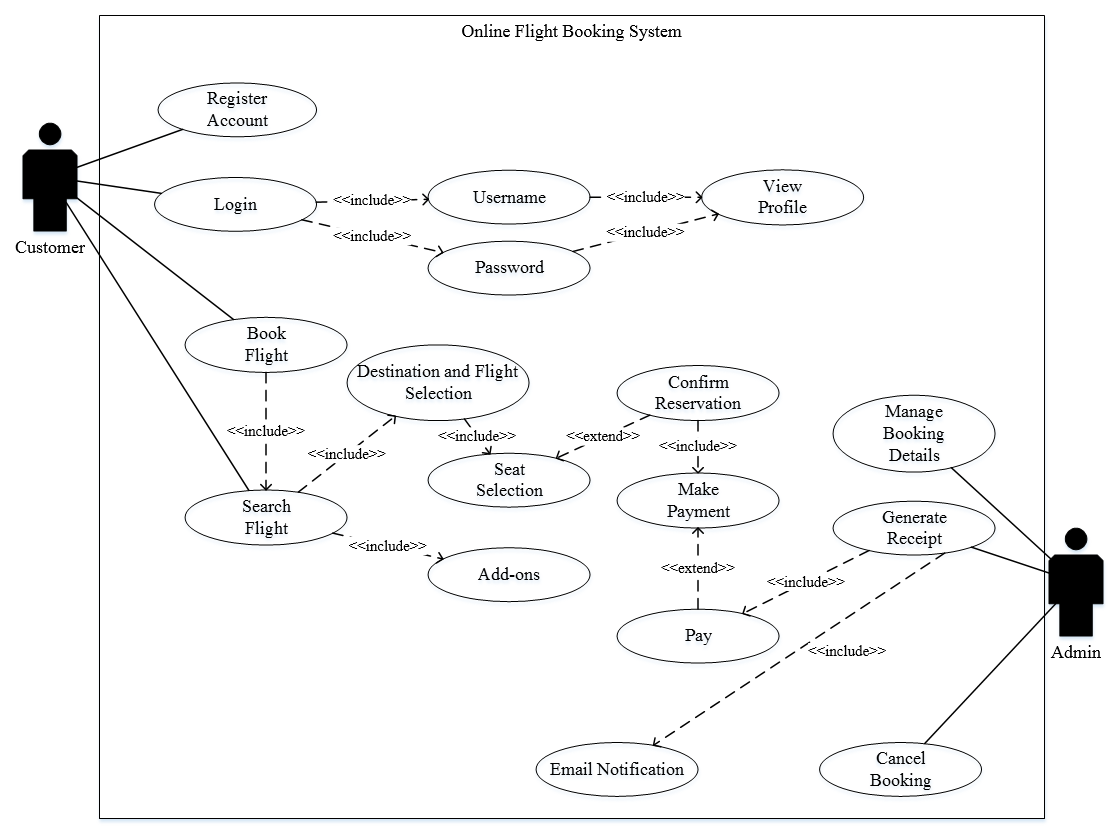 Online Flight Booking System
Register
Account
Customer
Login
<<include>>
Username
<<include>>
View
Profile
<<include>>
Password
<<include>>
Book
Flight
<<include>>
Search
Flight
<<include>>
Destination and Flight
Selection
<<include>>
Seat
Selection
<<include>>
Add-ons
<<extend>>
Confirm
Reservation
<<include>>
Make
Payment
<<extend>>
Pay
<<include>>
Manage
Booking
Details
Generate
Receipt
<<include>>
Admin
Email Notification
Cancel
Booking